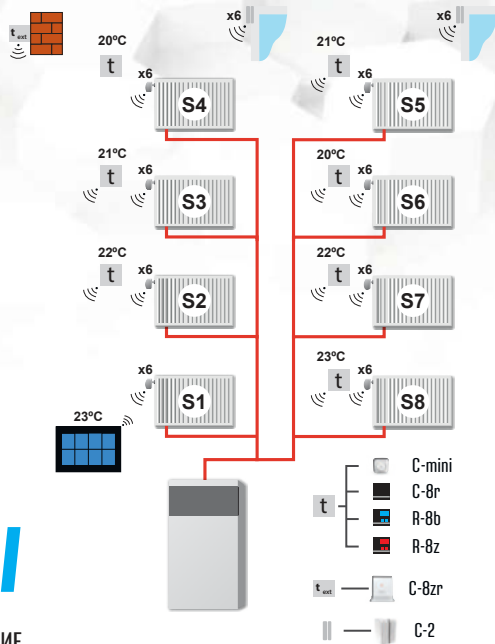 t ext
x6 x6
20ºC 21ºC
t x6 S4 t x6 S5
21ºC 20ºC
t x6 S3 t x6 S6
22ºC 22ºC
t x6 S2 t x6 S7
23ºC
x6 S1 t x6 S8
23ºC
C-mini
C-8r
t
R-8b
R-8z
t ext C-8zr
C-2
ИЕ